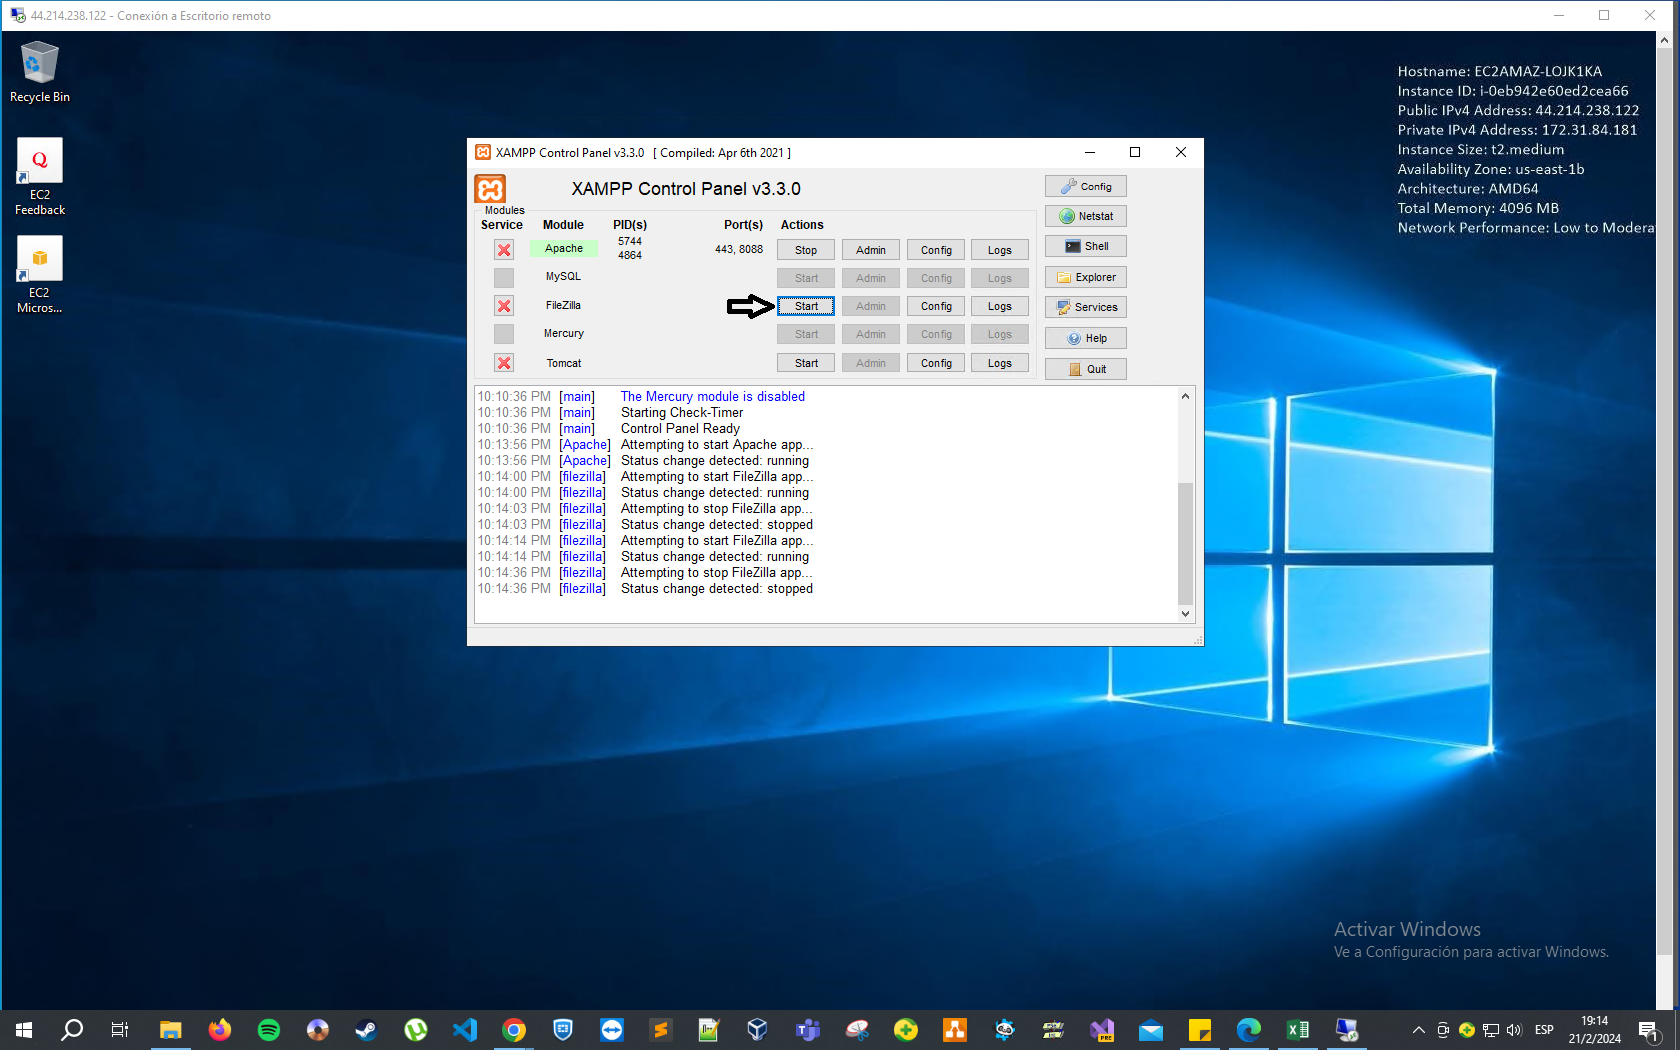 44.214.238.122 - Conexión a Escritorio remoto
Recycle Bin
EC2
Feedback
EC2
Micros...
Hostname: EC2AMAZ-LOJK1KA
Instance ID: i-0eb942e60ed2cea66
Public IPv4 Address: 44.214.238.122
Private IPv4 Address: 172.31.84.181
Instance Size: t2.medium
Availability Zone: us-east-1b
Architecture: AMD64
Total Memory: 4096 MB
Network Performance: Low to Modera
XAMPP Control Panel v3.3.0 [ Compiled: Apr 6th 2021 ]
XAMPP Control Panel v3.3.0
Config
Modules
Netstat
Service Module PID(s) Port(s) Actions
Apache 5744 4864 443, 8088 Stop Admin Config Logs
Shell
MySQL Start Admin Config Logs
Explorer
FileZilla Start Admin Config Logs
Services
Mercury Start Admin Config Logs
Help
Tomcat Start Admin Config Logs
Quit
10:10:36 PM [main] The Mercury module is disabled
10:10:36 PM [main] Starting Check-Timer
10:10:36 PM [main] Control Panel Ready
10:13:56 PM [Apache] Attempting to start Apache app...
10:13:56 PM [Apache] Status change detected: running
10:14:00 PM [filezilla] Attempting to start FileZilla app...
10:14:00 PM [filezilla] Status change detected: running
10:14:03 PM [filezilla] Attempting to stop FileZilla app...
10:14:03 PM [filezilla] Status change detected: stopped
10:14:14 PM [filezilla] Attempting to start FileZilla app...
10:14:14 PM [filezilla] Status change detected: running
10:14:36 PM [filezilla] Attempting to stop FileZilla app...
10:14:36 PM [filezilla] Status change detected: stopped
Activar Windows
Ve a Configuración para activar Windows.
PRE
ESP
19:14
21/2/2024
1